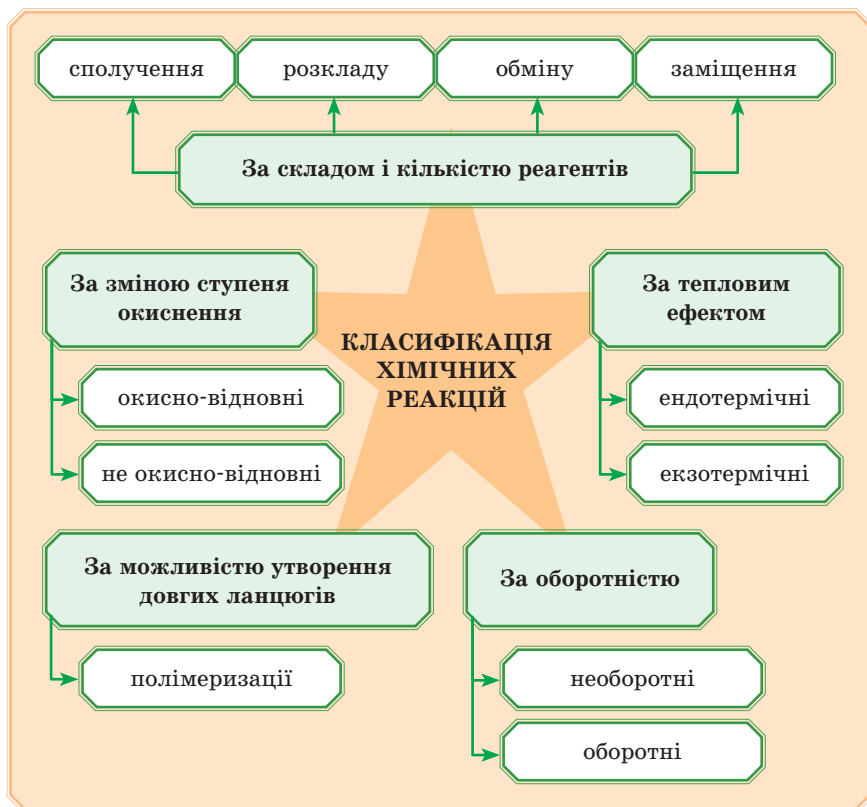 сполучення
розкладу
обміну
заміщення
За складом і кількістю реагентів
За зміною ступеня
окиснення
окисно-відновні
не окисно-відновні
КЛАСИФІКАЦІЯ
ХІМІЧНИХ
РЕАКЦІЙ
За тепловим
ефектом
ендотермічні
екзотермічні
За можливістю утворення
довгих ланцюгів
полімеризації
За оборотністю
необоротні
оборотні